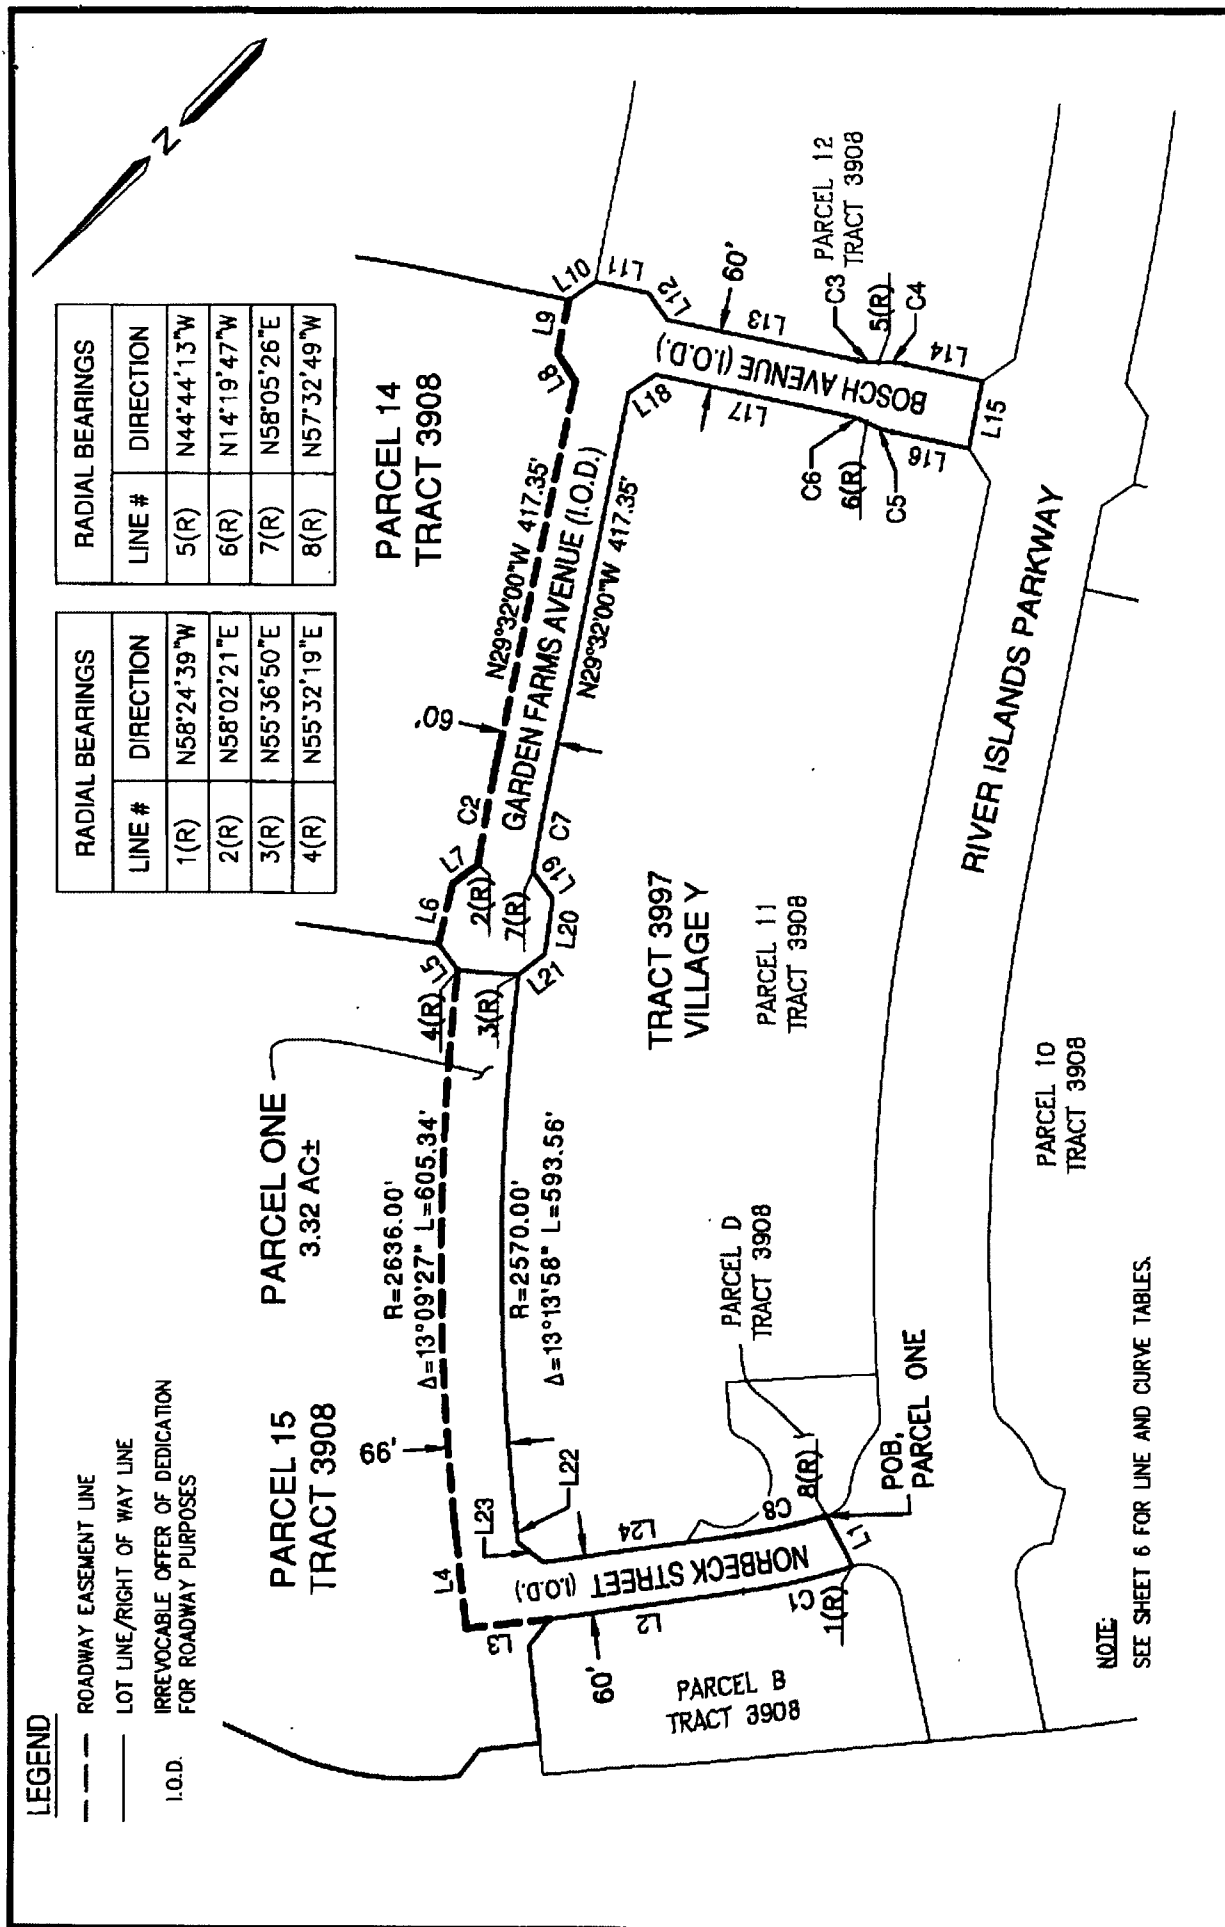 LEGEND
ROADWAY EASEMENT LINE
LOT LINE/RIGHT OF WAY LINE
I.O.D.
IRREVOCABLE OFFER OF DEDICATION
FOR ROADWAY PURPOSES
RADIAL BEARINGS
LINE # DIRECTION
1(R) N58°24'39"W
2(R) N58°02'21"E
3(R) N55°36'50"E
4(R) N55°32'19"E
RADIAL BEARINGS
LINE # DIRECTION
5(R) N44°44'13"W
6(R) N14°19'47"W
7(R) N58°05'26"E
8(R) N57°32'49"W
N
PARCEL 15
TRACT 3908
PARCEL ONE
3.32 AC±
PARCEL 14
TRACT 3908
R=2636.00'
Δ=13°09'27" L=605.34'
R=2570.00'
Δ=13°13'58" L=593.56'
66'
L4
L3
L23
L22
4(R)
3(R)
L5
L6
L7
2(R)
7(R)
L19
L20
L21
C2
C7
60'
N29°32'00"W 417.35'
GARDEN FARMS AVENUE (I.O.D.)
N29°32'00"W 417.35'
L8
L9
L10
L11
L12
60'
L13
L18
L17
BOSCH AVENUE (I.O.D.)
C3
5(R)
C4
L14
L15
L16
C5
6(R)
C6
PARCEL 12
TRACT 3908
TRACT 3997
VILLAGE Y
PARCEL 11
TRACT 3908
RIVER ISLANDS PARKWAY
PARCEL 10
TRACT 3908
PARCEL D
TRACT 3908
NORBECK STREET (I.O.D.)
L24
C8
8(R)
L2
C1
1(R)
L1
60'
POB,
PARCEL ONE
PARCEL B
TRACT 3908
NOTE:
SEE SHEET 6 FOR LINE AND CURVE TABLES.